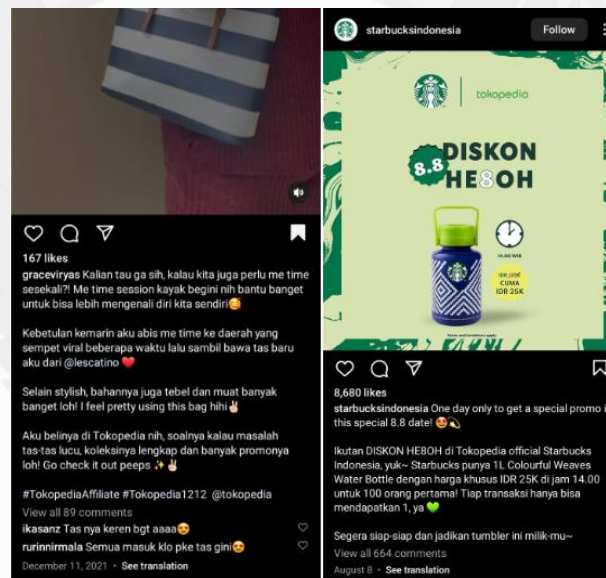 167 likes
graceviryas Kalian tau ga sih, kalau kita juga perlu me time
sesekali?! Me time session kayak begini nih bantu banget
untuk bisa lebih mengenali diri kita sendiri🥰
Kebetulan kemarin aku abis me time ke daerah yang
sempet viral beberapa waktu lalu sambil bawa tas baru
aku dari @lescatino ❤️
Selain stylish, bahannya juga tebel dan muat banyak
banget loh! I feel pretty using this bag hihi✌🏻
Aku belinya di Tokopedia nih, soalnya kalau masalah
tas-tas lucu, koleksinya lengkap dan banyak promonya
loh! Go check it out peeps ✨✌🏻
#TokopediaAffiliate #Tokopedia1212 @tokopedia
View all 89 comments
ikasanz Tas nya keren bgt aaaa😍
rurinnirmala Semua masuk klo pke tas gini😍
December 11, 2021 • See translation
starbucksindonesia
Follow
tokopedia
8.8
DISKON
HE8OH
14.00 WIB
CUMA
IDR 25K
Terms and conditions apply
8,680 likes
starbucksindonesia One day only to get a special promo
this special 8.8 date! 😍💫
Ikutan DISKON HE8OH di Tokopedia official Starbucks
Indonesia, yuk~ Starbucks punya 1L Colourful Weaves
Water Bottle dengan harga khusus IDR 25K di jam 14.00
untuk 100 orang pertama! Tiap transaksi hanya bisa
mendapatkan 1, ya 💚
Segera siap-siap dan jadikan tumbler ini milik-mu~
View all 664 comments
August 8 • See translation